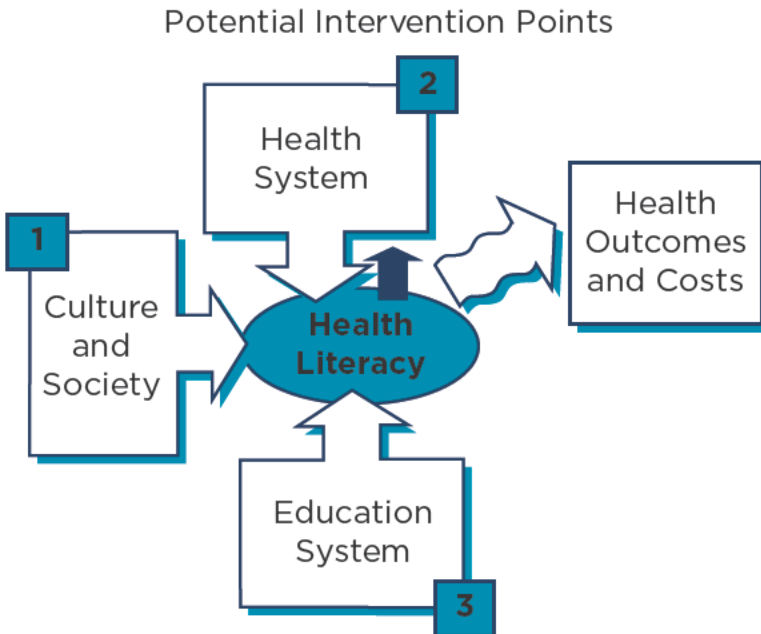 Potential Intervention Points
2
Health
System
1
Culture
and
Society
Health
Literacy
Health
Outcomes
and Costs
Education
System
3